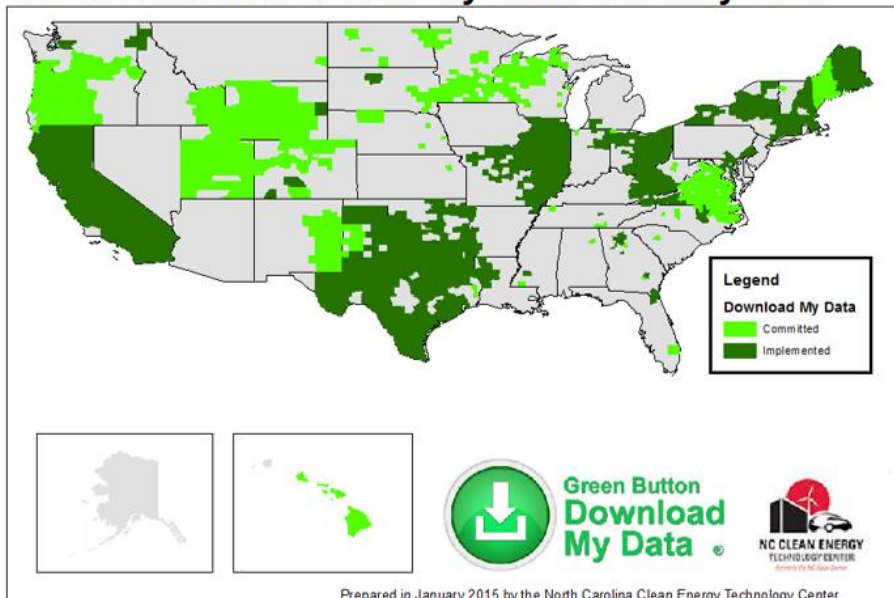 Legend
Download My Data
Committed
Implemented
Green Button
Download
My Data ®
NC CLEAN ENERGY
TECHNOLOGY CENTER
Prepared in January 2015 by the North Carolina Clean Energy Technology Center